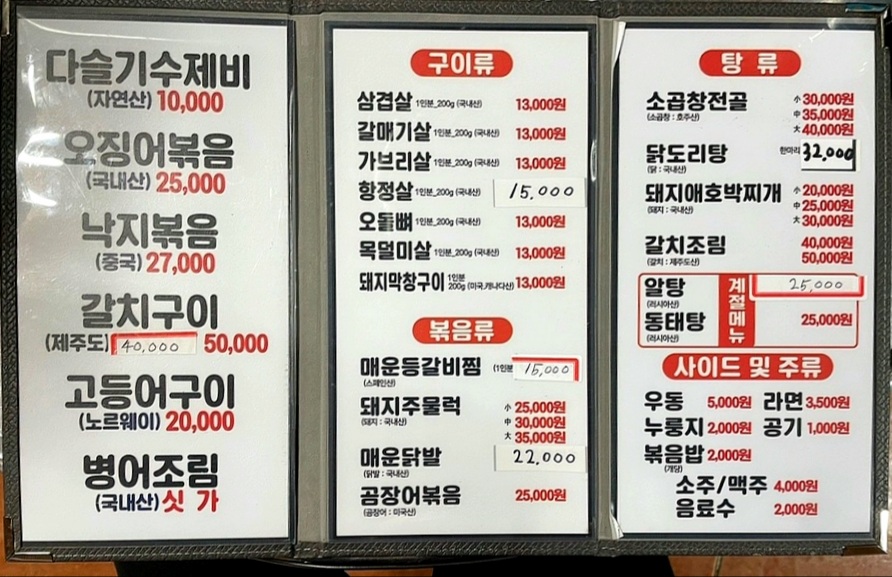 다슬기수제비
(자연산) 10,000
오징어볶음
(국내산) 25,000
낙지볶음
(중국) 27,000
갈치구이
(제주도) 40,000 50,000
고등어구이
(노르웨이) 20,000
병어조림
(국내산) 싯 가
구이류
삼겹살 1인분_200g (국내산) 13,000원
갈매기살 1인분_200g (국내산) 13,000원
가브리살 1인분_200g (국내산) 13,000원
항정살 1인분_200g (국내산) 15,000
오돌뼈 1인분_200g (국내산) 13,000원
목덜미살 1인분_200g (국내산) 13,000원
돼지막창구이 1인분 200g (미국,캐나다산) 13,000원
볶음류
매운등갈비찜 (1인분 15,000
(스페인산)
돼지주물럭 小 25,000원
(돼지 : 국내산) 中 30,000원
大 35,000원
매운닭발 22,000
(닭발 : 국내산)
곰장어볶음 25,000원
(곰장어 : 미국산)
탕 류
소곱창전골 小 30,000원
(소곱창 : 호주산) 中 35,000원
大 40,000원
닭도리탕 한마리 32,000
(닭 : 국내산)
돼지애호박찌개 小 20,000원
(돼지 : 국내산) 中 25,000원
大 30,000원
갈치조림 40,000원
(갈치 : 제주도산) 50,000원
계절메뉴
알탕 25,000
(러시아산)
동태탕 25,000원
(러시아산)
사이드 및 주류
우동 5,000원 라면 3,500원
누룽지 2,000원 공기 1,000원
볶음밥 2,000원
(개당)
소주/맥주 4,000원
음료수 2,000원